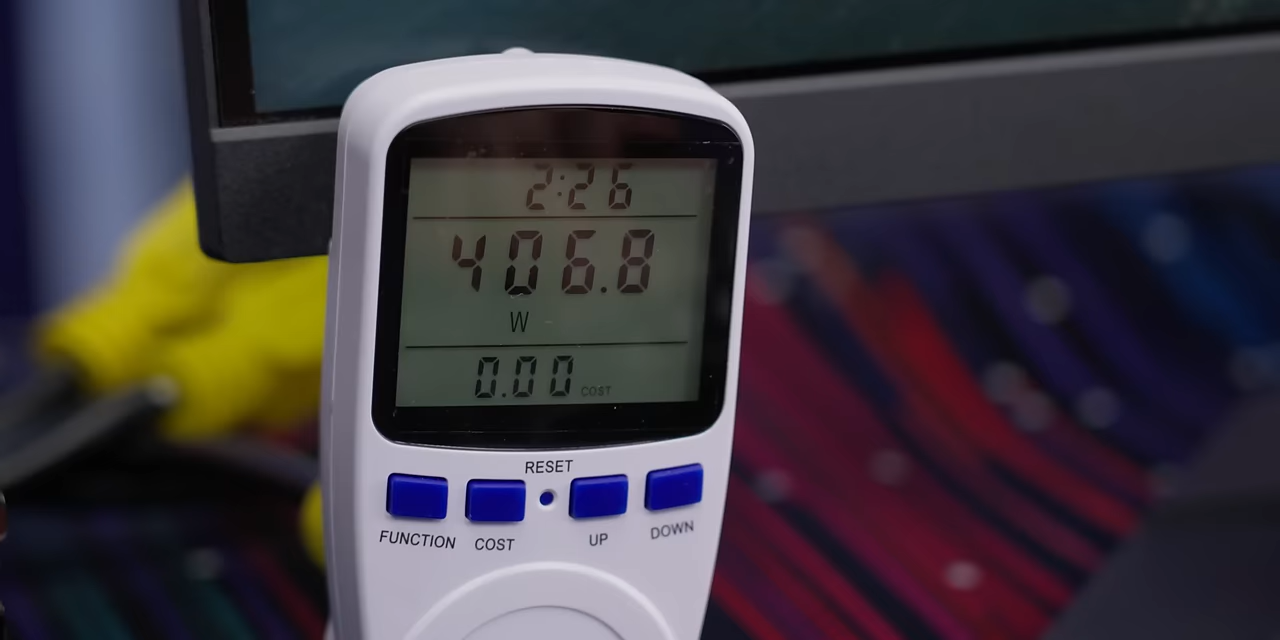 2:26
406.8
W
0.00 COST
RESET
FUNCTION COST UP DOWN